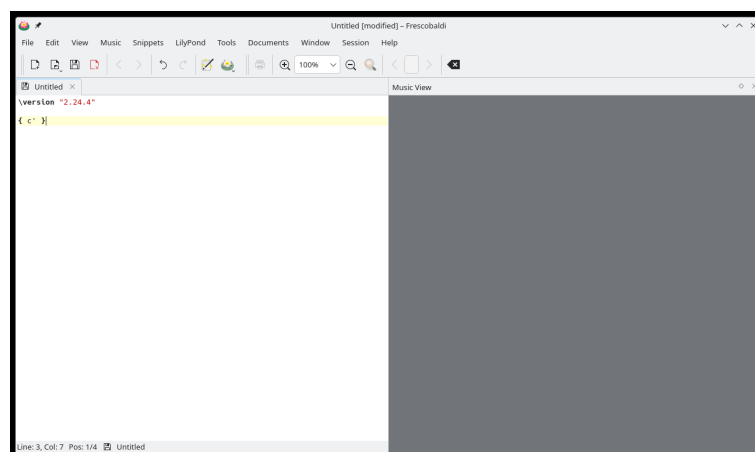 Untitled [modified] – Frescobaldi
File Edit View Music Snippets LilyPond Tools Documents Window Session Help
100%
Untitled
Music View
\version "2.24.4"
{ c' }
Line: 3, Col: 7 Pos: 1/4 Untitled